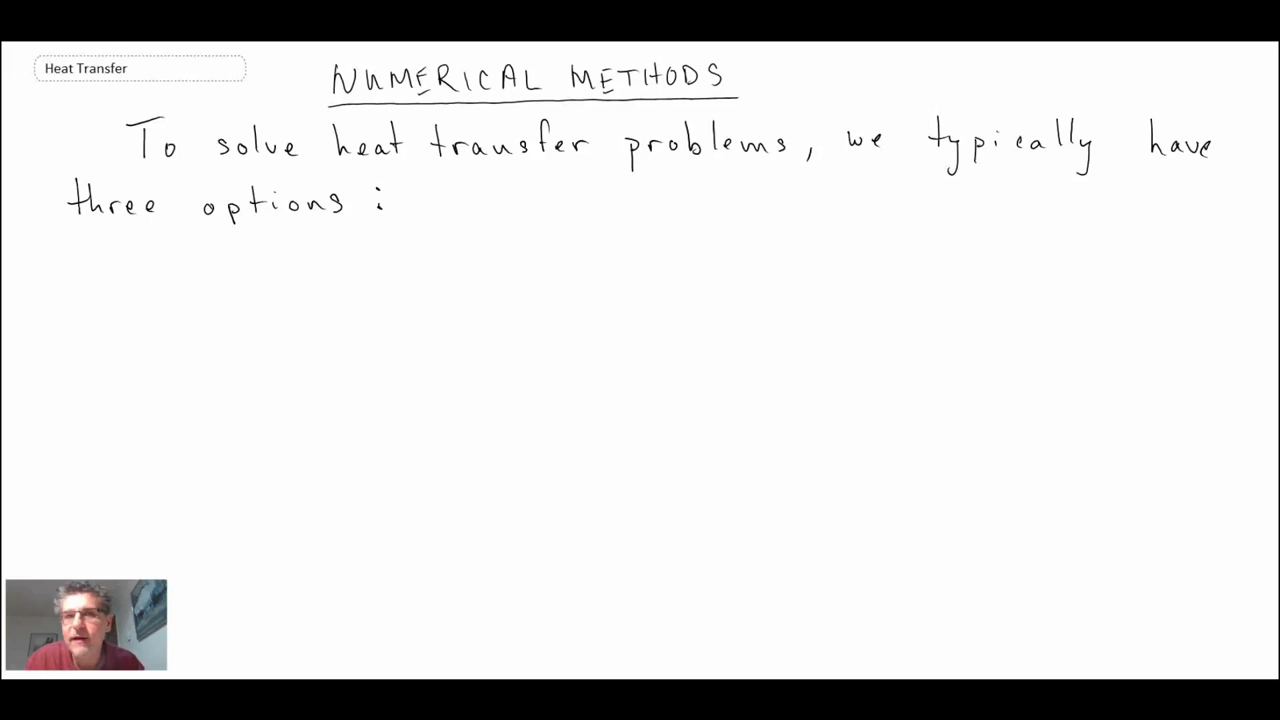 Heat Transfer
NUMERICAL METHODS
To solve heat transfer problems, we typically have
three options :